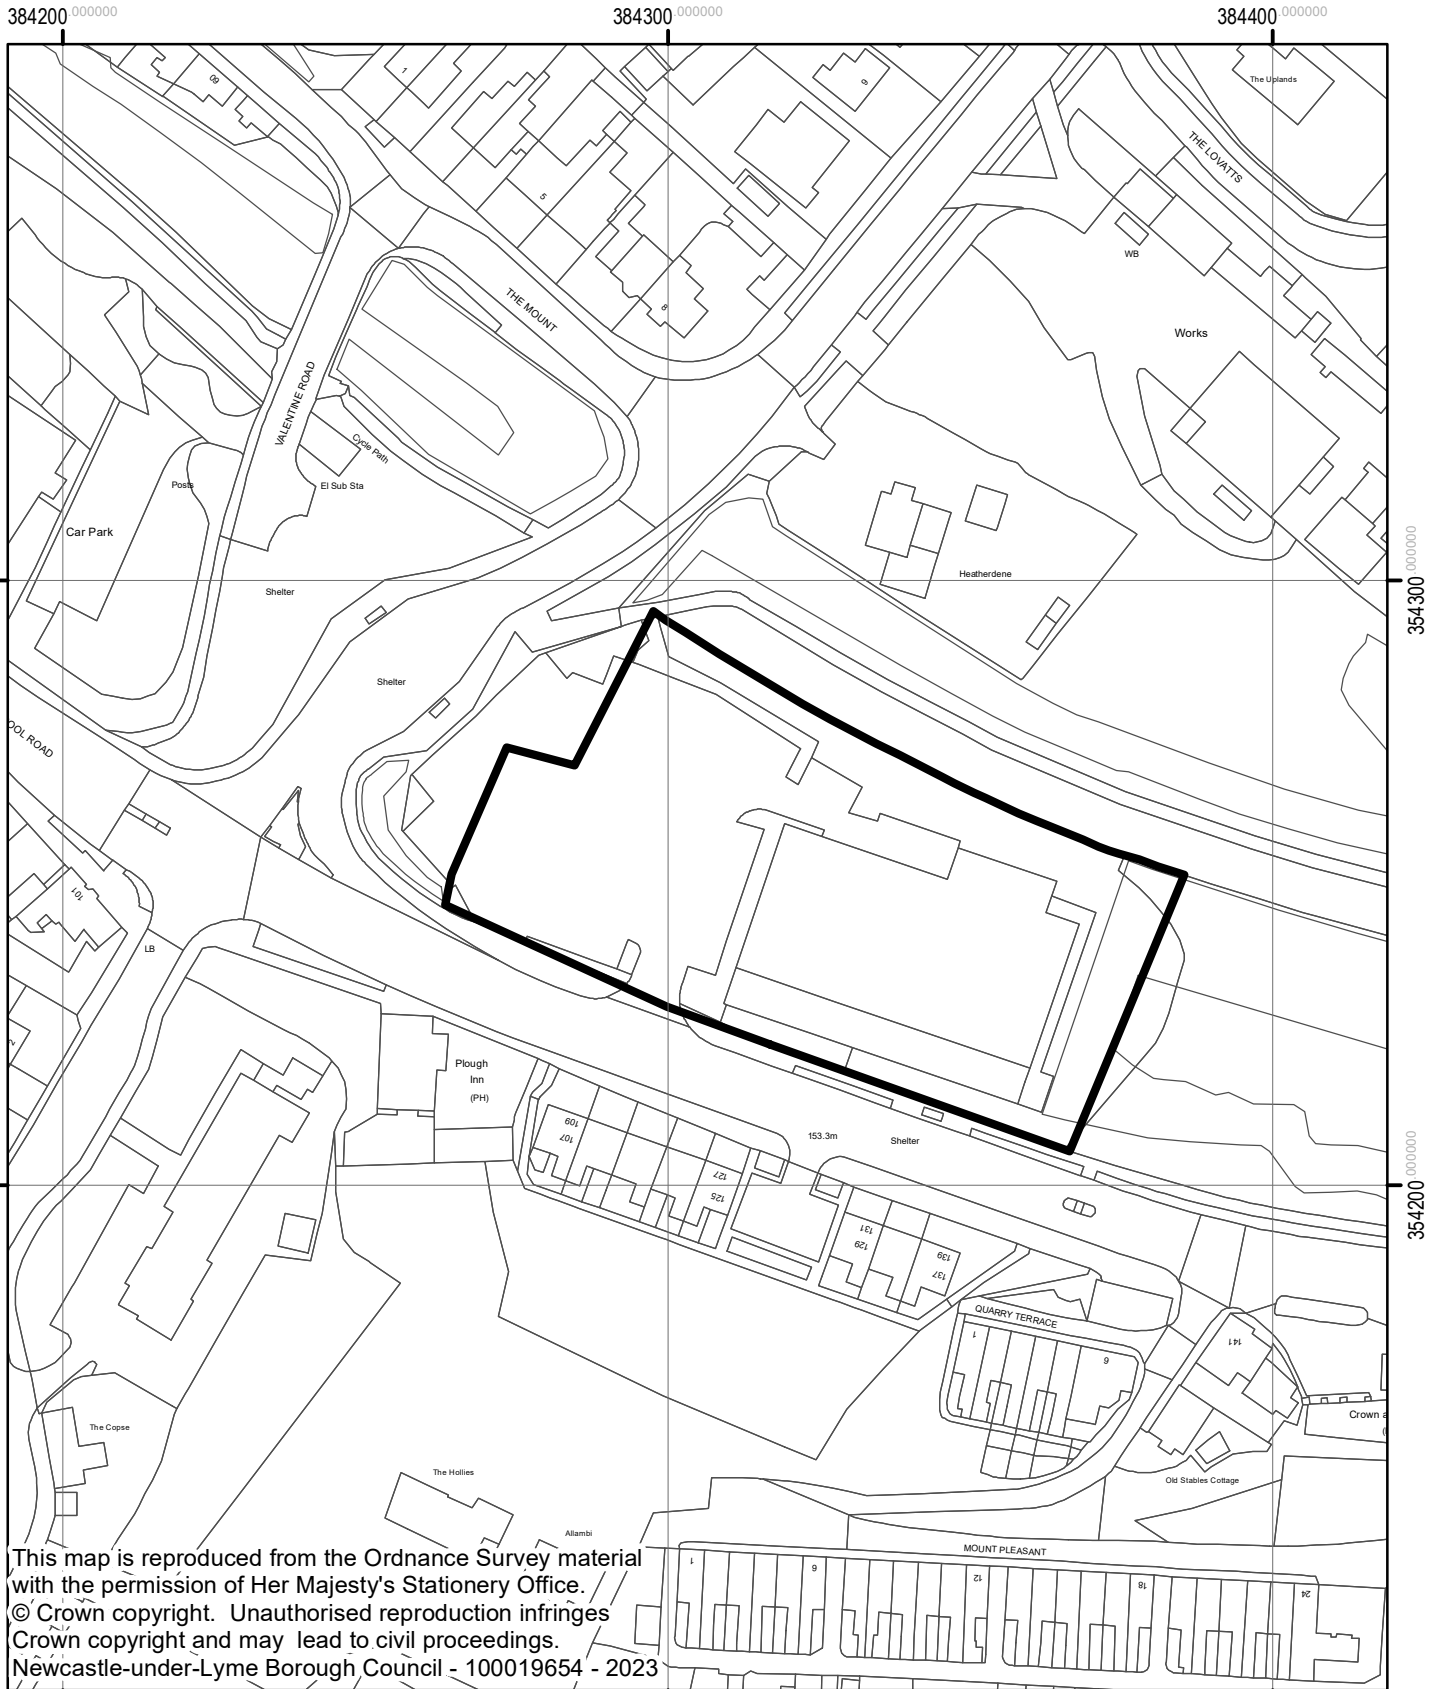 384200.000000
384300.000000
384400.000000
60
1
9
The Uplands
THE LOVATTS
5
WB
THE MOUNT
8
Works
VALENTINE ROAD
Cycle Path
Posts
El Sub Sta
Car Park
354300.000000
Heatherdene
Shelter
Shelter
OOL ROAD
101
LB
2
Plough
Inn
(PH)
109
107
153.3m
Shelter
354200.000000
127
125
131
129
139
137
QUARRY TERRACE
1
6
141
Crown a
(
The Copse
The Hollies
Old Stables Cottage
Allambi
MOUNT PLEASANT
1
6
12
18
24
This map is reproduced from the Ordnance Survey material
with the permission of Her Majesty's Stationery Office.
© Crown copyright. Unauthorised reproduction infringes
Crown copyright and may lead to civil proceedings.
Newcastle-under-Lyme Borough Council - 100019654 - 2023